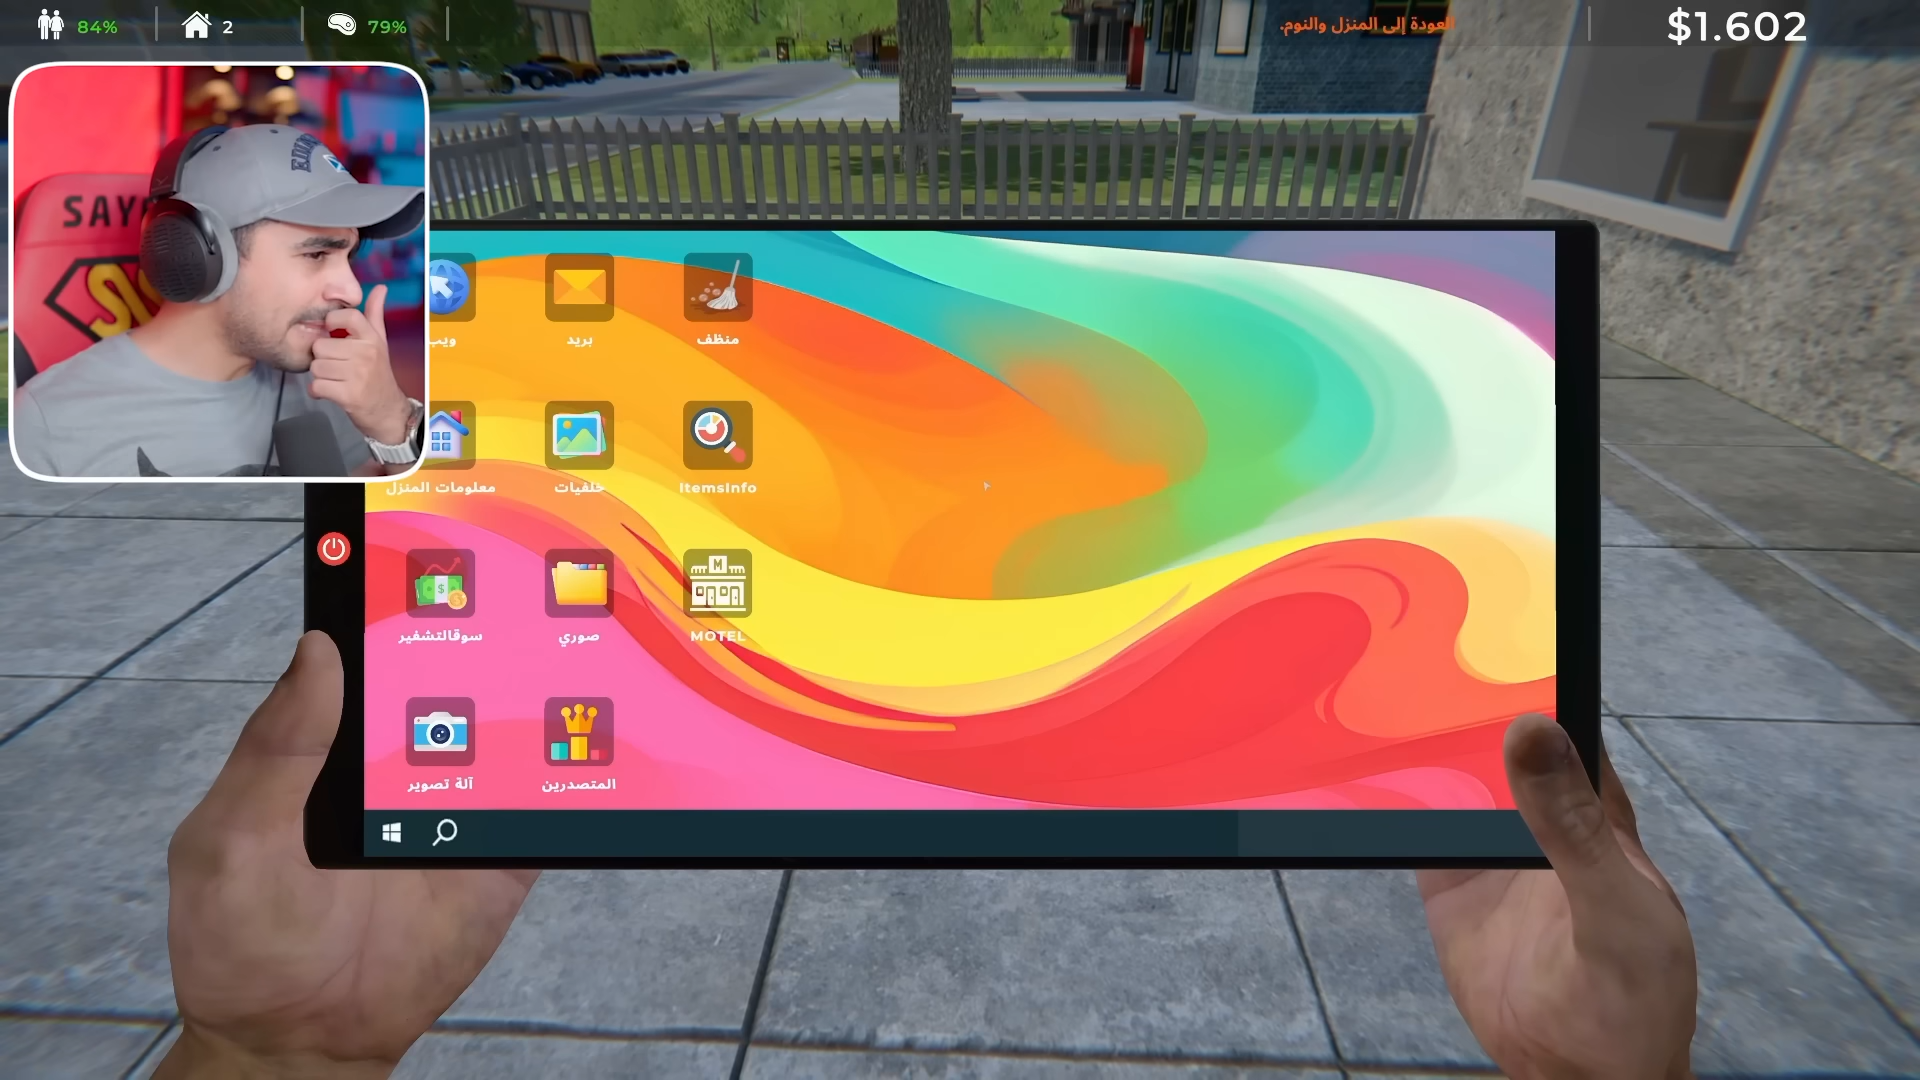 84%
2
79%
العودة إلى المنزل والنوم.
$1.602
SAY
ويب
بريد
منظف
معلومات المنزل
خلفيات
ItemsInfo
$
سوقالتشفير
صوري
M
MOTEL
آلة تصوير
المتصدرين